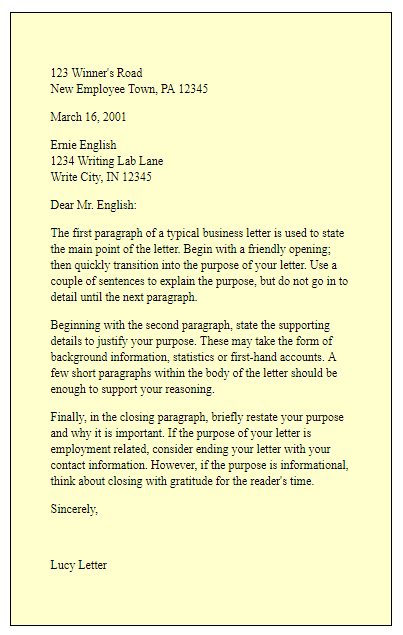 123 Winner's Road
New Employee Town, PA 12345
March 16, 2001
Ernie English
1234 Writing Lab Lane
Write City, IN 12345
Dear Mr. English:
The first paragraph of a typical business letter is used to state
the main point of the letter. Begin with a friendly opening;
then quickly transition into the purpose of your letter. Use a
couple of sentences to explain the purpose, but do not go in to
detail until the next paragraph.
Beginning with the second paragraph, state the supporting
details to justify your purpose. These may take the form of
background information, statistics or first-hand accounts. A
few short paragraphs within the body of the letter should be
enough to support your reasoning.
Finally, in the closing paragraph, briefly restate your purpose
and why it is important. If the purpose of your letter is
employment related, consider ending your letter with your
contact information. However, if the purpose is informational,
think about closing with gratitude for the reader's time.
Sincerely,
Lucy Letter